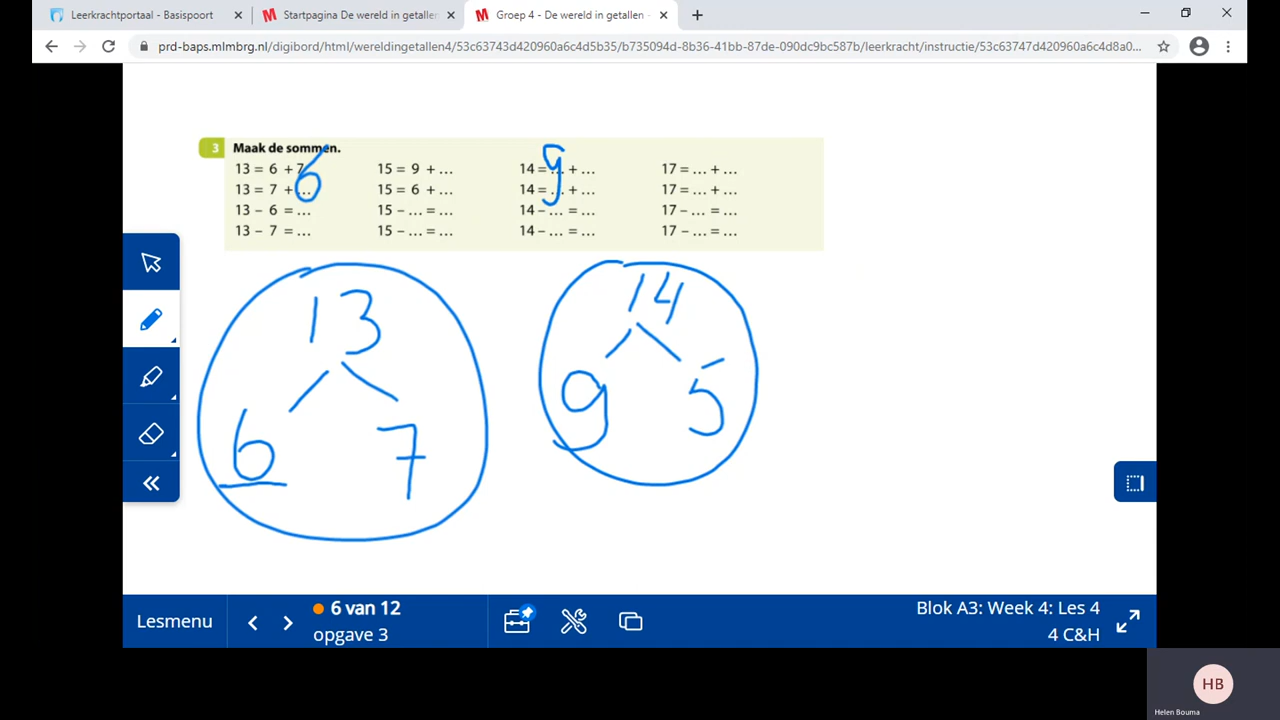 Leerkrachtportaal - Basispoort
Startpagina De wereld in getallen
Groep 4 - De wereld in getallen -
prd-baps.mlmbrg.nl/digibord/html/wereldingetallen4/53c63743d420960a6c4d5b35/b735094d-8b36-41bb-87de-090dc9bc587b/leerkracht/instructie/53c63747d420960a6c4d8a0...
3 Maak de sommen.
13 = 6 + 7 15 = 9 + ... 14 = 9 + ... 17 = ... + ...
13 = 7 + 6 15 = 6 + ... 14 = ... + ... 17 = ... + ...
13 - 6 = ... 15 - ... = ... 14 - ... = ... 17 - ... = ...
13 - 7 = ... 15 - ... = ... 14 - ... = ... 17 - ... = ...
13 14
6 7 9 5
Lesmenu
6 van 12
opgave 3
Blok A3: Week 4: Les 4
4 C&H
HB
Helen Bouma